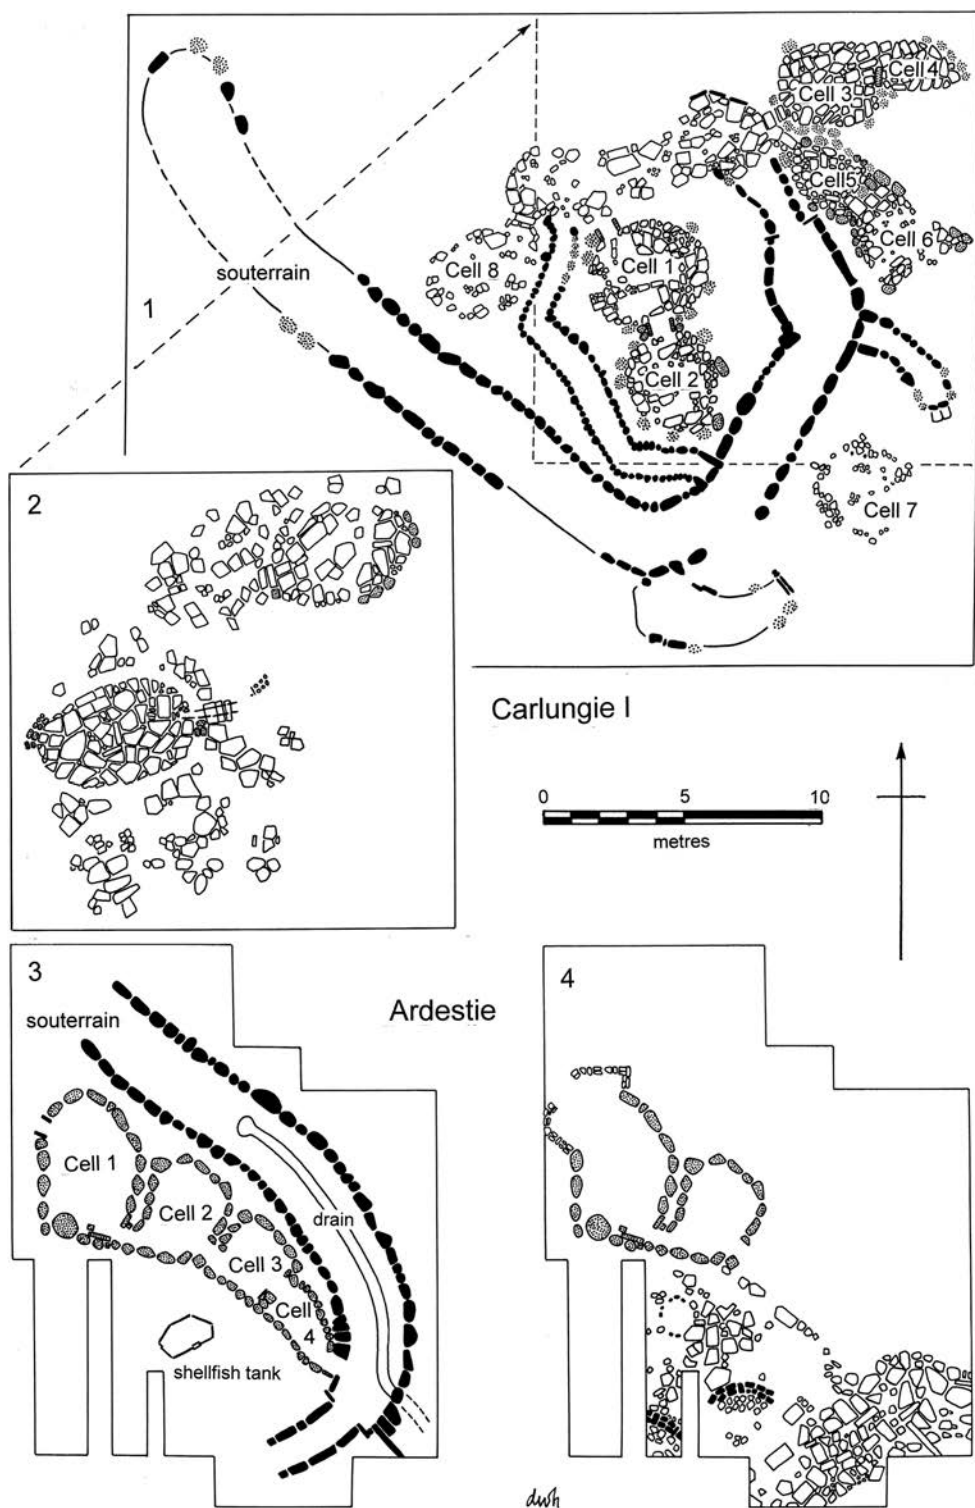 Cell 4
Cell 3
Cell5
Cell 6
Cell 8
Cell 1
souterrain
1
Cell 2
Cell 7
2
Carlungie I
0 5 10
metres
3
souterrain
Ardestie
4
Cell 1
Cell 2
drain
Cell 3
Cell
4
shellfish tank
dwh